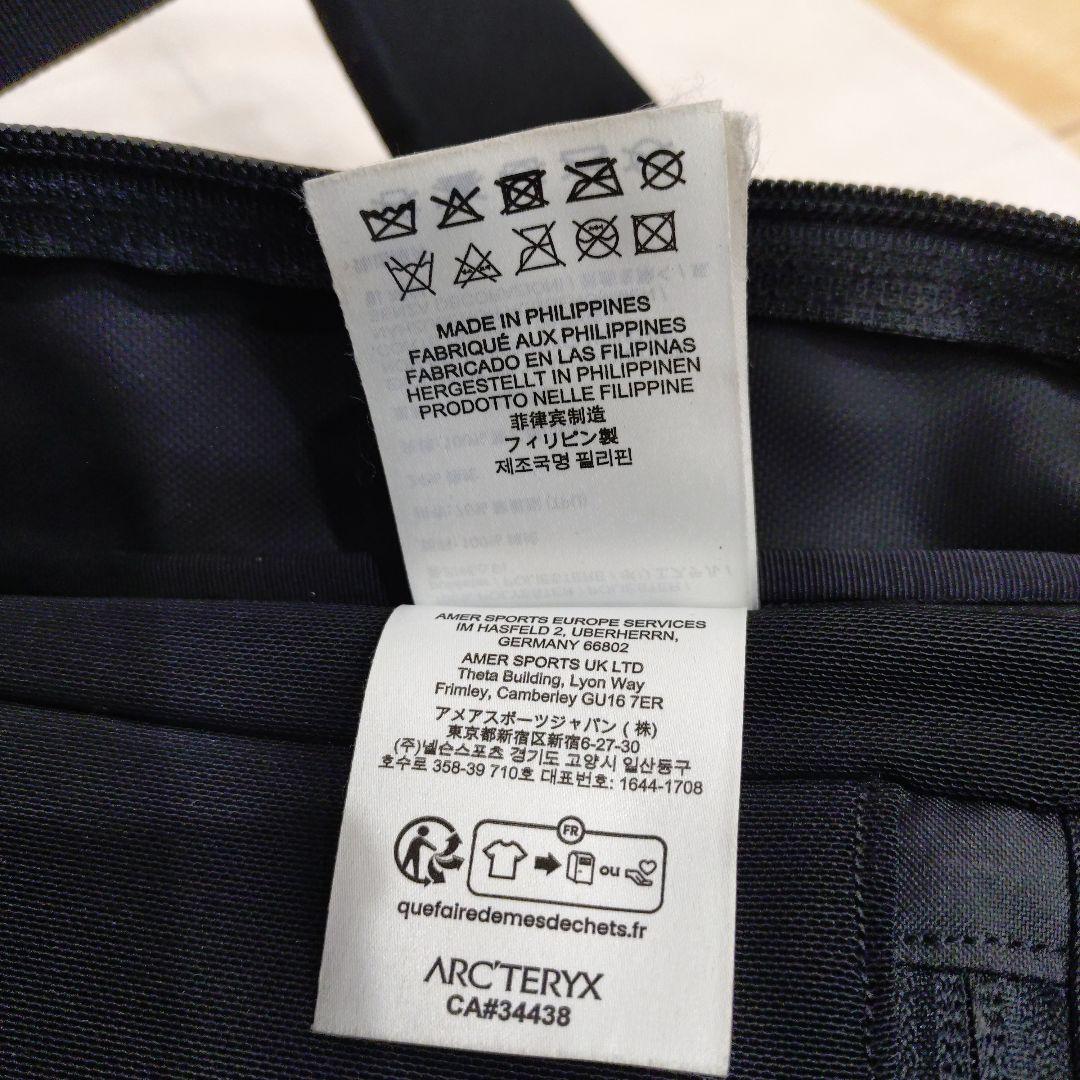 MADE IN PHILIPPINES
FABRIQUÉ AUX PHILIPPINES
FABRICADO EN LAS FILIPINAS
HERGESTELLT IN PHILIPPINEN
PRODOTTO NELLE FILIPPINE
菲律宾制造
フィリピン製
제조국명 필리핀
AMER SPORTS EUROPE SERVICES
IM HASFELD 2, UBERHERRN,
GERMANY 66802
AMER SPORTS UK LTD
Theta Building, Lyon Way
Frimley, Camberley GU16 7ER
アメアスポーツジャパン ( 株)
東京都新宿区新宿6-27-30
(주)넬슨스포츠 경기도 고양시 일산동구
호수로 358-39 710호 대표번호: 1644-1708
FR
ou
quefairedemesdechets.fr
ARC'TERYX
CA#34438